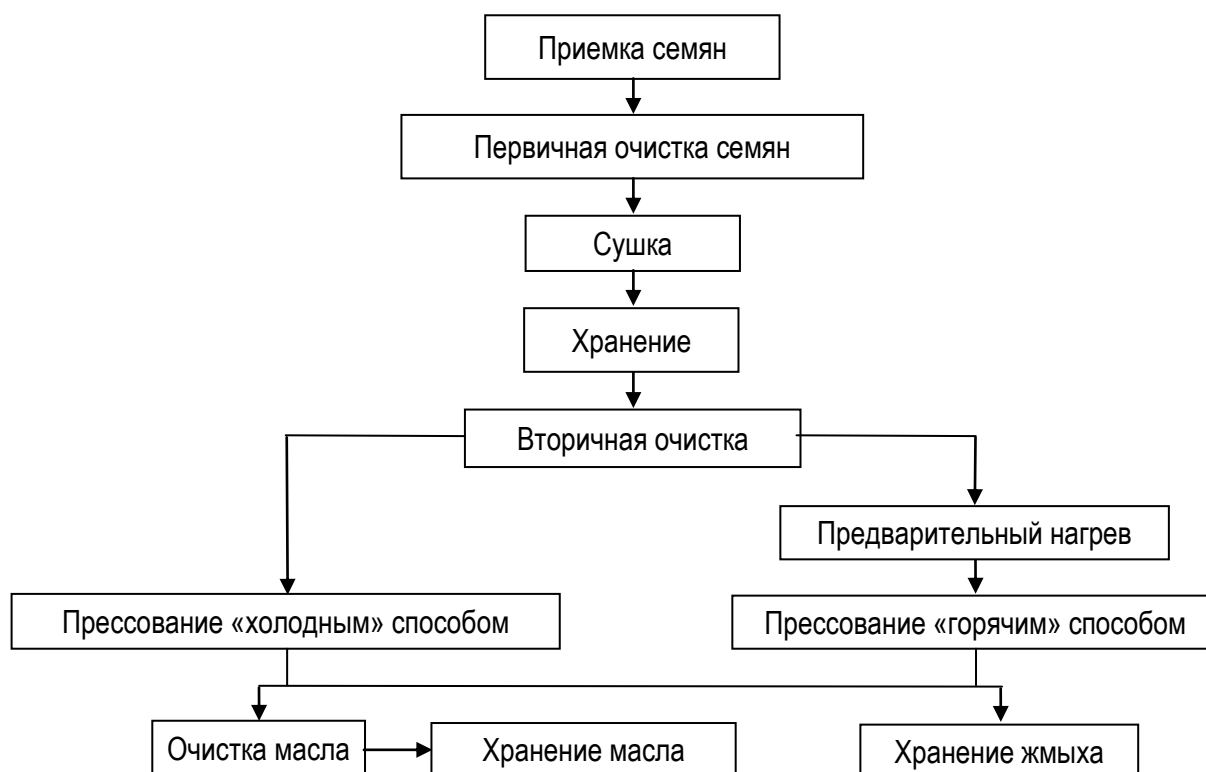 Приемка семян
Первичная очистка семян
Сушка
Хранение
Вторичная очистка
Предварительный нагрев
Прессование «холодным» способом
Прессование “горячим” способом
Очистка масла
Хранение масла
Хранение жмыха